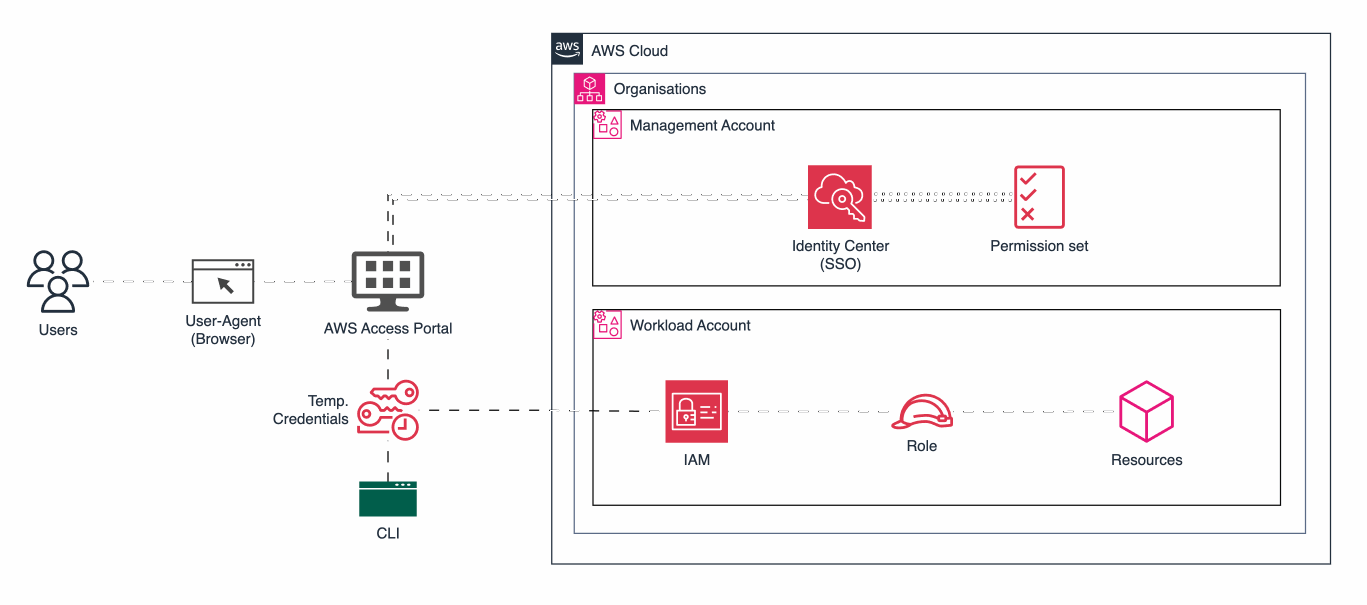 aws
AWS Cloud
Organisations
Management Account
Identity Center
(SSO)
Permission set
Users
User-Agent
(Browser)
AWS Access Portal
Workload Account
Temp.
Credentials
IAM
Role
Resources
CLI